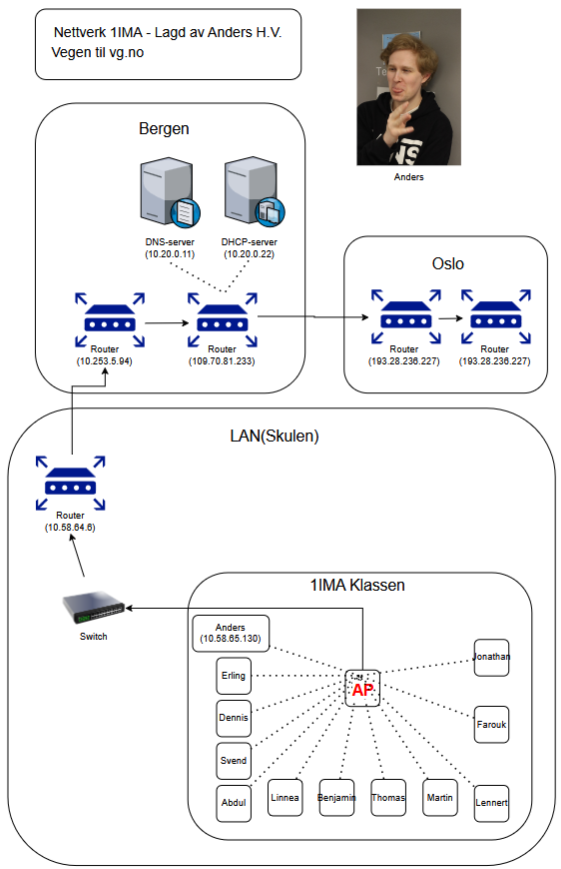 Nettverk 1IMA - Lagd av Anders H.V.
Vegen til vg.no
Anders
Bergen
DNS-server
(10.20.0.11)
DHCP-server
(10.20.0.22)
Router
(10.253.5.94)
Router
(109.70.81.233)
Oslo
Router
(193.28.236.227)
Router
(193.28.236.227)
LAN(Skulen)
Router
(10.58.64.6)
Switch
1IMA Klassen
Anders
(10.58.65.130)
Erling
Dennis
Svend
Abdul
Linnea
Benjamin
Thomas
Martin
Lennert
Farouk
Jonathan
AP